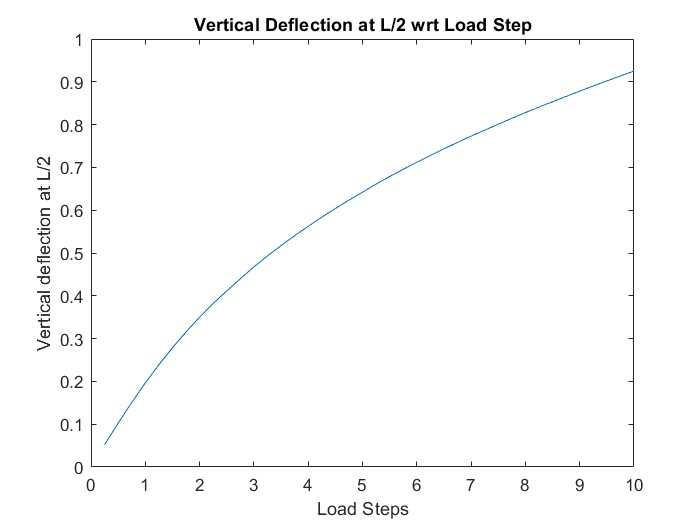 Vertical Deflection at L/2 wrt Load Step
1
0.9
0.8
0.7
0.6
0.5
0.4
0.3
0.2
0.1
0
Vertical deflection at L/2
0 1 2 3 4 5 6 7 8 9 10
Load Steps